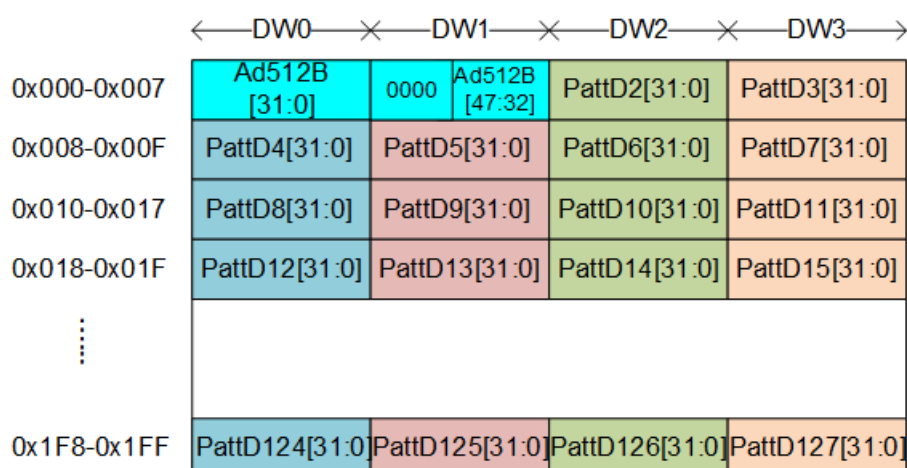 DW0 DW1 DW2 DW3
0x000-0x007 Ad512B [31:0] 0000 Ad512B [47:32] PattD2[31:0] PattD3[31:0]
0x008-0x00F PattD4[31:0] PattD5[31:0] PattD6[31:0] PattD7[31:0]
0x010-0x017 PattD8[31:0] PattD9[31:0] PattD10[31:0] PattD11[31:0]
0x018-0x01F PattD12[31:0] PattD13[31:0] PattD14[31:0] PattD15[31:0]
0x1F8-0x1FF PattD124[31:0] PattD125[31:0] PattD126[31:0] PattD127[31:0]